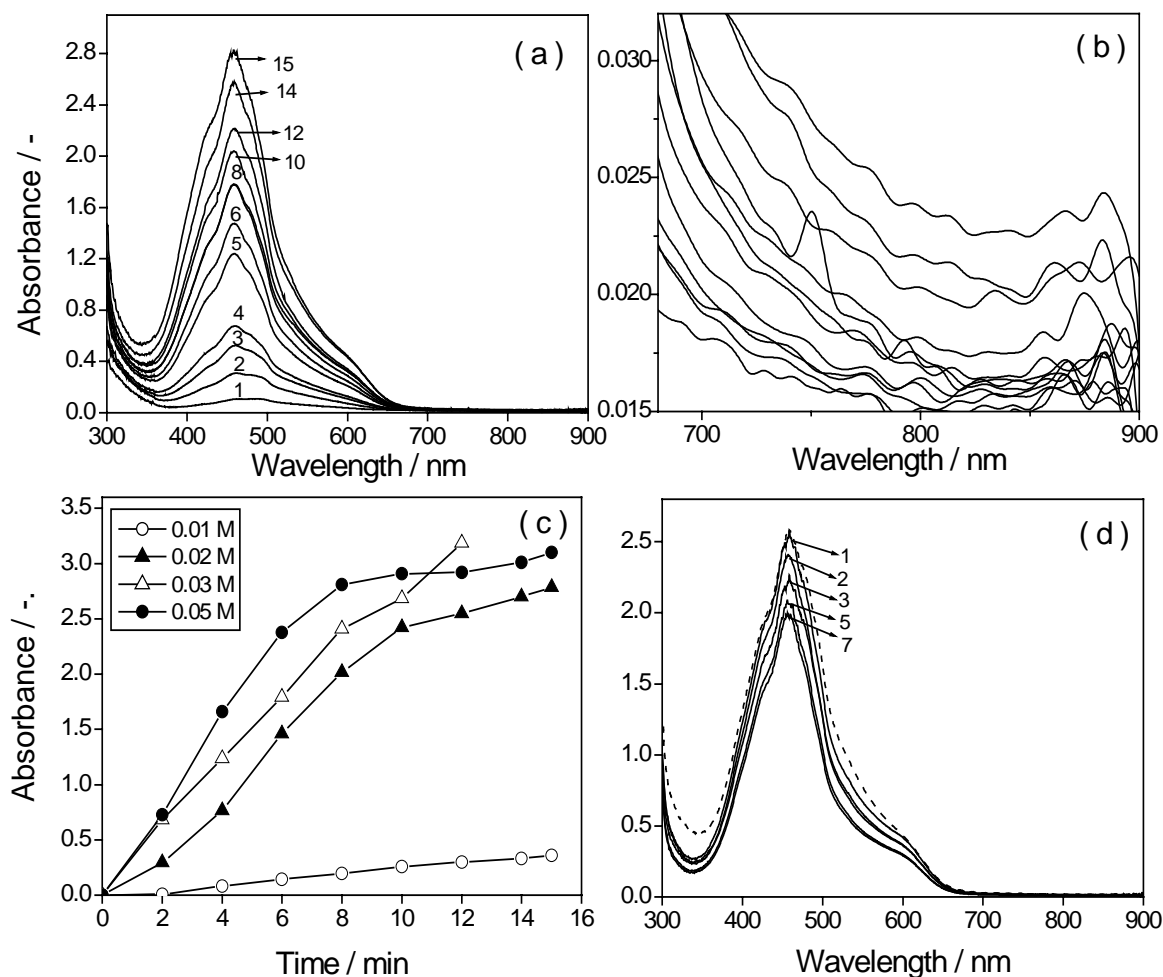 (a)
2.8
2.4
2.0
1.6
1.2
0.8
0.4
0.0
Absorbance / -
15
14
12
10
8
6
5
4
3
2
1
300 400 500 600 700 800 900
Wavelength / nm
(b)
0.030
0.025
0.020
0.015
700 800 900
Wavelength / nm
(c)
3.5
3.0
2.5
2.0
1.5
1.0
0.5
0.0
Absorbance / -.
0.01 M
0.02 M
0.03 M
0.05 M
0 2 4 6 8 10 12 14 16
Time / min
(d)
2.5
2.0
1.5
1.0
0.5
0.0
1
2
3
5
7
300 400 500 600 700 800 900
Wavelength / nm